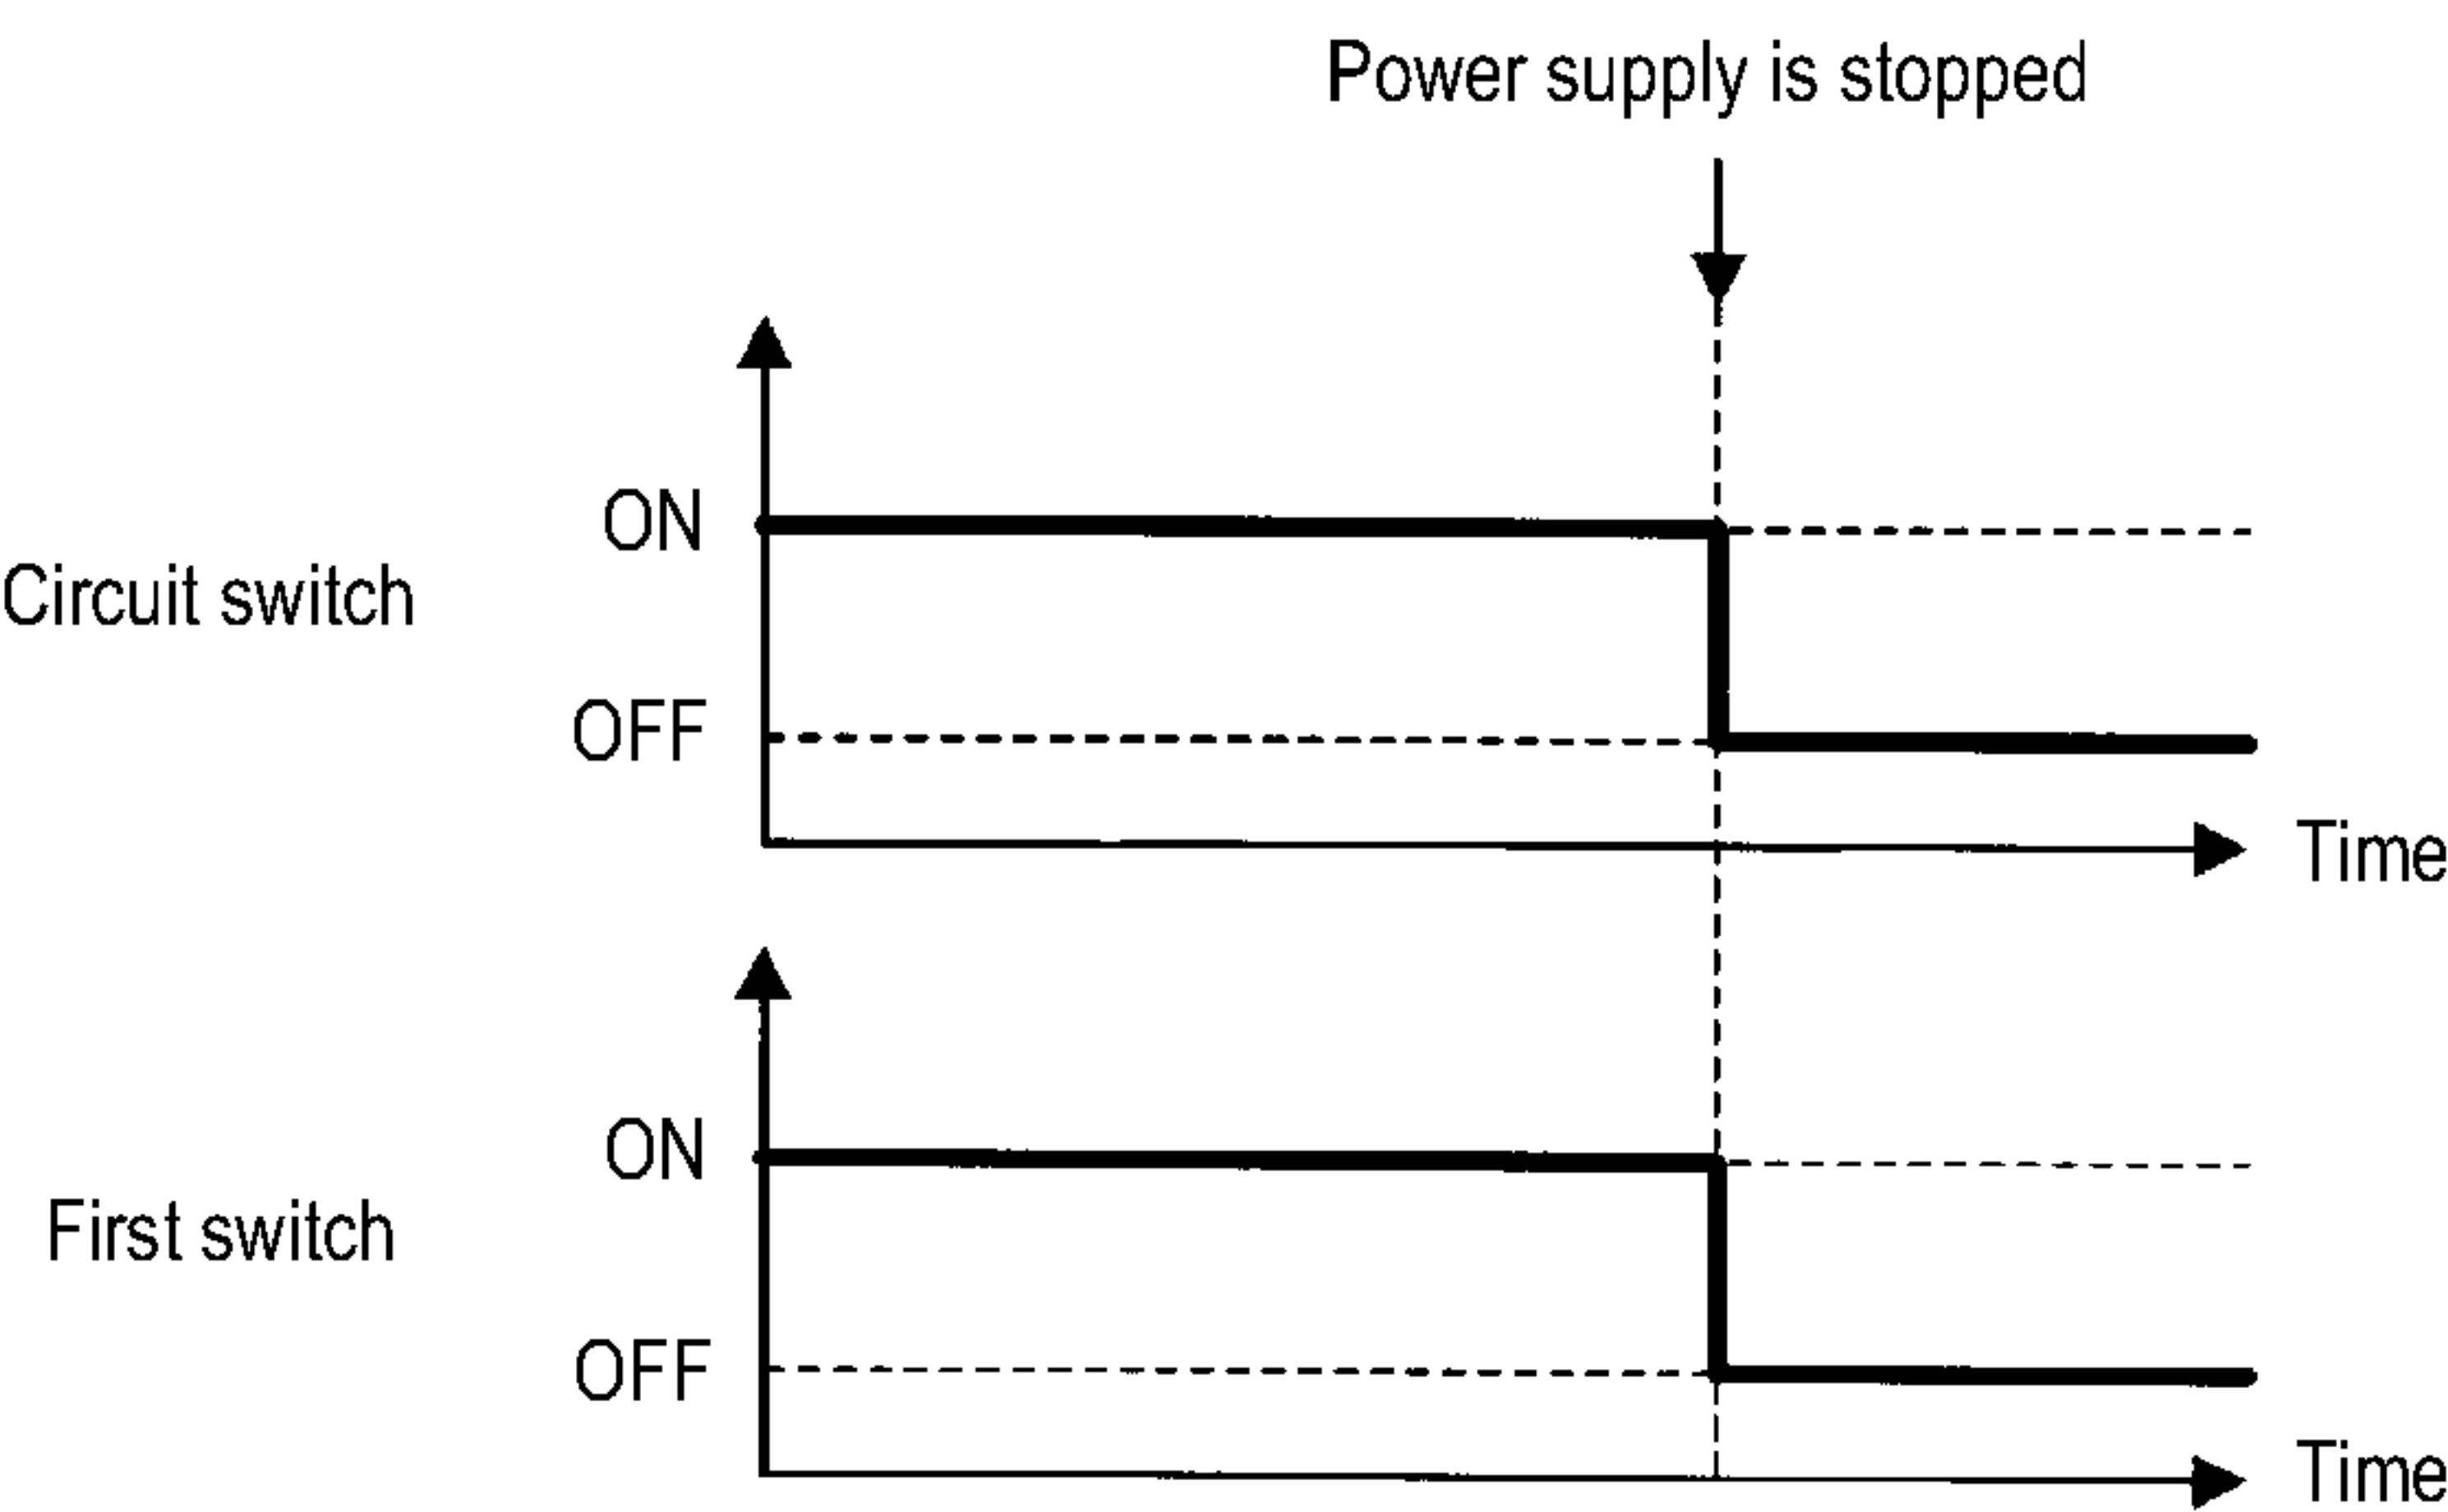 Power supply is stopped
ON
Circuit switch
OFF
Time
ON
First switch
OFF
Time